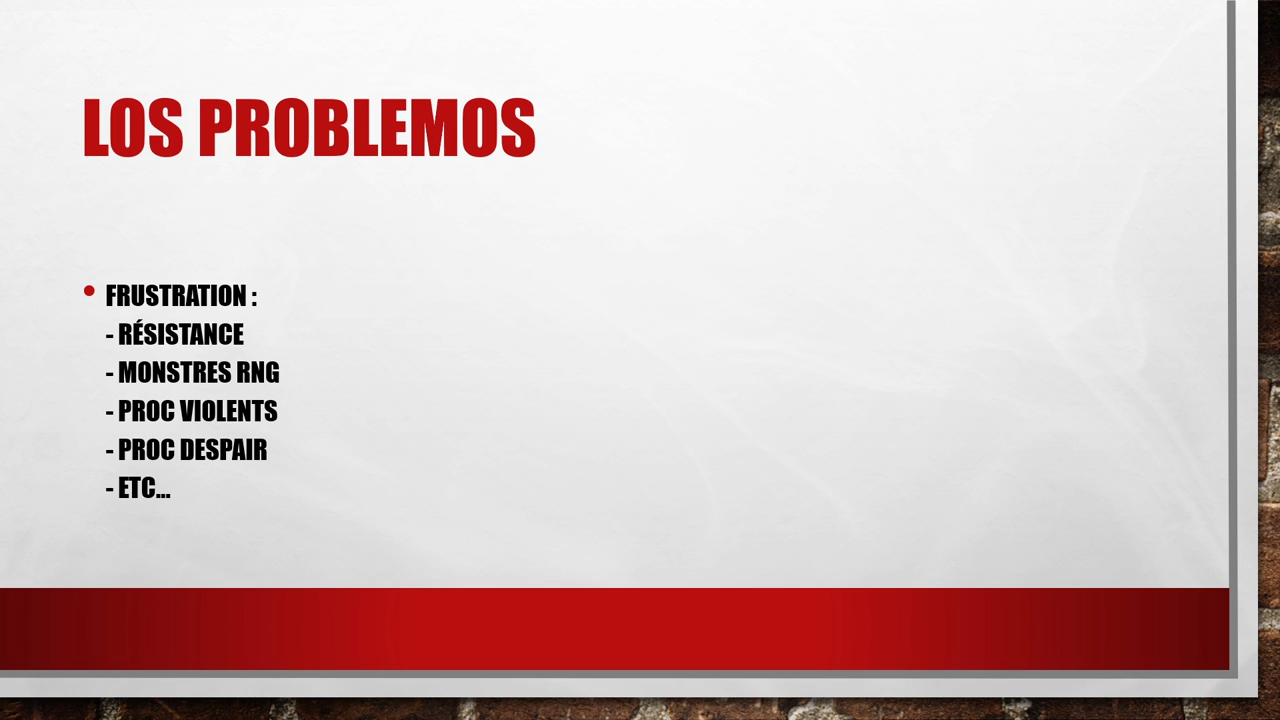 LOS PROBLEMOS
• FRUSTRATION :
- RÉSISTANCE
- MONSTRES RNG
- PROC VIOLENTS
- PROC DESPAIR
- ETC...